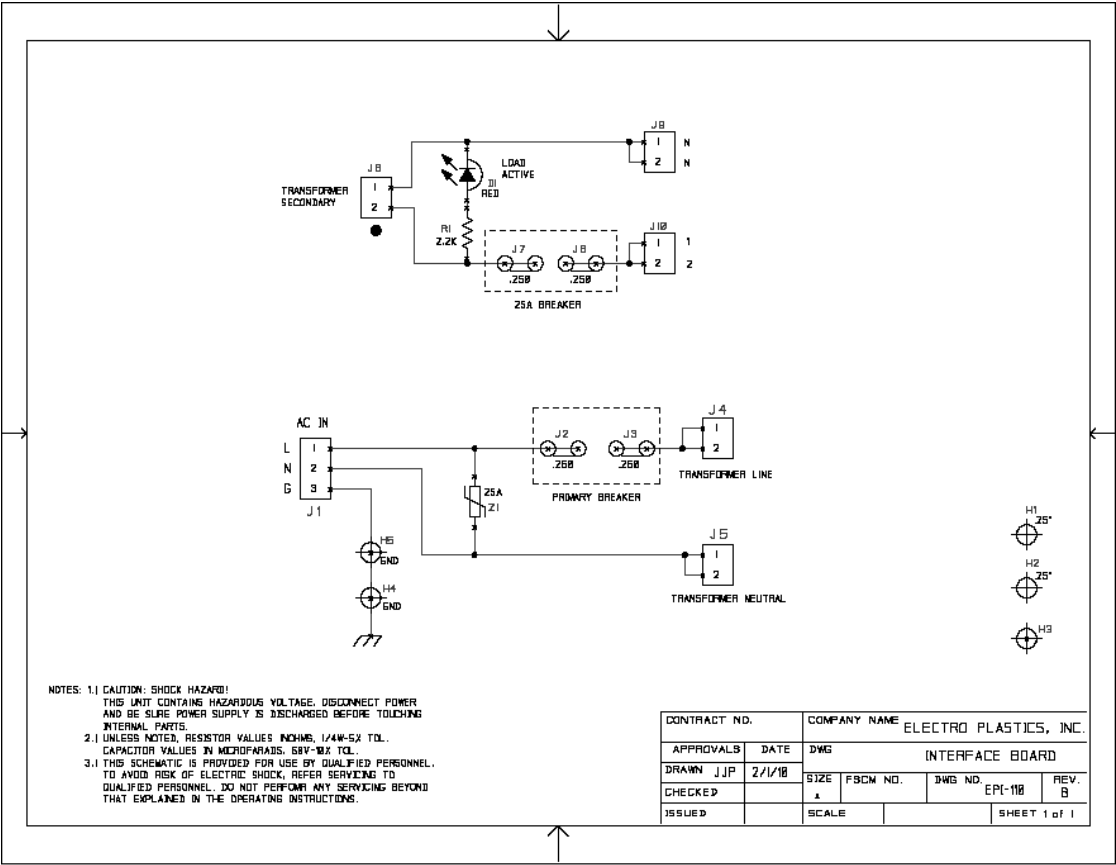 J9
1 N
2 N
LOAD
ACTIVE
D1
RED
J6
TRANSFORMER
SECONDARY
1
2
R1
2.2K
J7
.250
J8
.250
J10
1 1
2 2
25A BREAKER
AC IN
L 1
N 2
G 3
J1
J2
.250
J3
.250
PRIMARY BREAKER
J4
1
2
TRANSFORMER LINE
25A
Z1
J5
1
2
TRANSFORMER NEUTRAL
H5
GND
H4
GND
H1
.25"
H2
.25"
H3
NOTES: 1.) CAUTION: SHOCK HAZARD!
THIS UNIT CONTAINS HAZARDOUS VOLTAGE. DISCONNECT POWER
AND BE SURE POWER SUPPLY IS DISCHARGED BEFORE TOUCHING
INTERNAL PARTS.
2.) UNLESS NOTED, RESISTOR VALUES INOHMS, 1/4W-5% TOL.
CAPACITOR VALUES IN MICROFARADS, 50V-10% TOL.
3.) THIS SCHEMATIC IS PROVIDED FOR USE BY QUALIFIED PERSONNEL.
TO AVOID RISK OF ELECTRIC SHOCK, REFER SERVICING TO
QUALIFIED PERSONNEL. DO NOT PERFOMR ANY SERVICING BEYOND
THAT EXPLAINED IN THE OPERATING INSTRUCTIONS.
CONTRACT NO.
COMPANY NAME ELECTRO PLASTICS, INC.
APPROVALS DATE
DWG INTERFACE BOARD
DRAWN JJP 2/1/10
SIZE A
FSCM NO.
DWG NO. EPI-110
REV. B
CHECKED
ISSUED
SCALE
SHEET 1 of 1